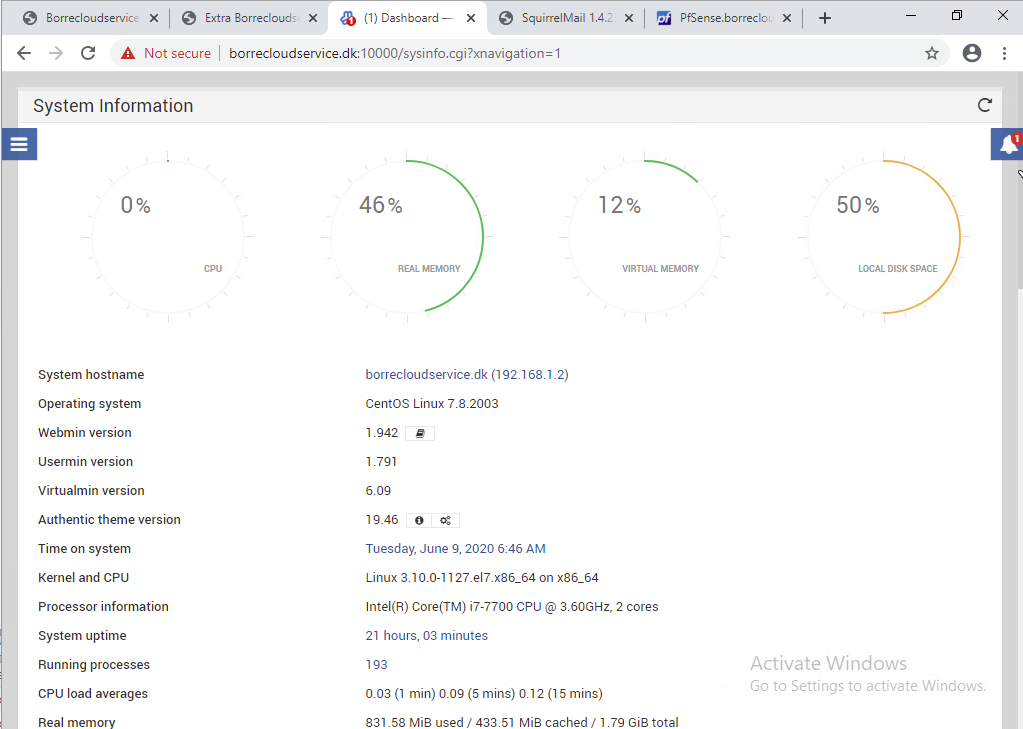 Borrecloudservice
Extra Borreclouds
(1) Dashboard —
SquirrelMail 1.4.2
PfSense.borreclou
Not secure
borrecloudservice.dk:10000/sysinfo.cgi?xnavigation=1
System Information
1
0%
CPU
46%
REAL MEMORY
12%
VIRTUAL MEMORY
50%
LOCAL DISK SPACE
System hostname borrecloudservice.dk (192.168.1.2)
Operating system CentOS Linux 7.8.2003
Webmin version 1.942
Usermin version 1.791
Virtualmin version 6.09
Authentic theme version 19.46
Time on system Tuesday, June 9, 2020 6:46 AM
Kernel and CPU Linux 3.10.0-1127.el7.x86_64 on x86_64
Processor information Intel(R) Core(TM) i7-7700 CPU @ 3.60GHz, 2 cores
System uptime 21 hours, 03 minutes
Running processes 193
CPU load averages 0.03 (1 min) 0.09 (5 mins) 0.12 (15 mins)
Real memory 831.58 MiB used / 433.51 MiB cached / 1.79 GiB total
Activate Windows
Go to Settings to activate Windows.